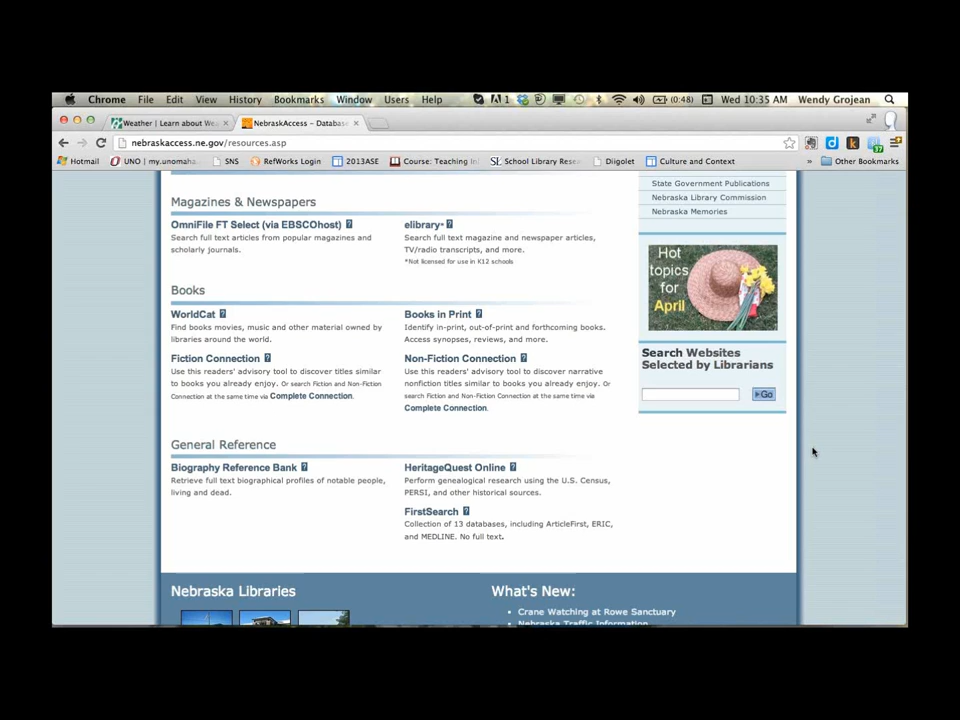 Chrome File Edit View History Bookmarks Window Users Help 1 (0:48) Wed 10:35 AM Wendy Grojean
Weather | Learn about Wea NebraskAccess - Database
nebraskaccess.ne.gov/resources.asp
Hotmail UNO | my.unomaha SNS RefWorks Login 2013ASE Course: Teaching In SL School Library Rese Diigolet Culture and Context » Other Bookmarks
Magazines & Newspapers
OmniFile FT Select (via EBSCOhost) ?
Search full text articles from popular magazines and
scholarly journals.
elibrary* ?
Search full text magazine and newspaper articles,
TV/radio transcripts, and more.
*Not licensed for use in K12 schools
Books
WorldCat ?
Find books movies, music and other material owned by
libraries around the world.
Books in Print ?
Identify in-print, out-of-print and forthcoming books.
Access synopses, reviews, and more.
Fiction Connection ?
Use this readers' advisory tool to discover titles similar
to books you already enjoy. Or search Fiction and Non-Fiction
Connection at the same time via Complete Connection.
Non-Fiction Connection ?
Use this readers' advisory tool to discover narrative
nonfiction titles similar to books you already enjoy. Or
search Fiction and Non-Fiction Connection at the same time via
Complete Connection.
General Reference
Biography Reference Bank ?
Retrieve full text biographical profiles of notable people,
living and dead.
HeritageQuest Online ?
Perform genealogical research using the U.S. Census,
PERSI, and other historical sources.
FirstSearch ?
Collection of 13 databases, including ArticleFirst, ERIC,
and MEDLINE. No full text.
State Government Publications
Nebraska Library Commission
Nebraska Memories
Hot
topics
for
April
Search Websites
Selected by Librarians
Go
Nebraska Libraries
What's New:
Crane Watching at Rowe Sanctuary
Nebraska Traffic Information